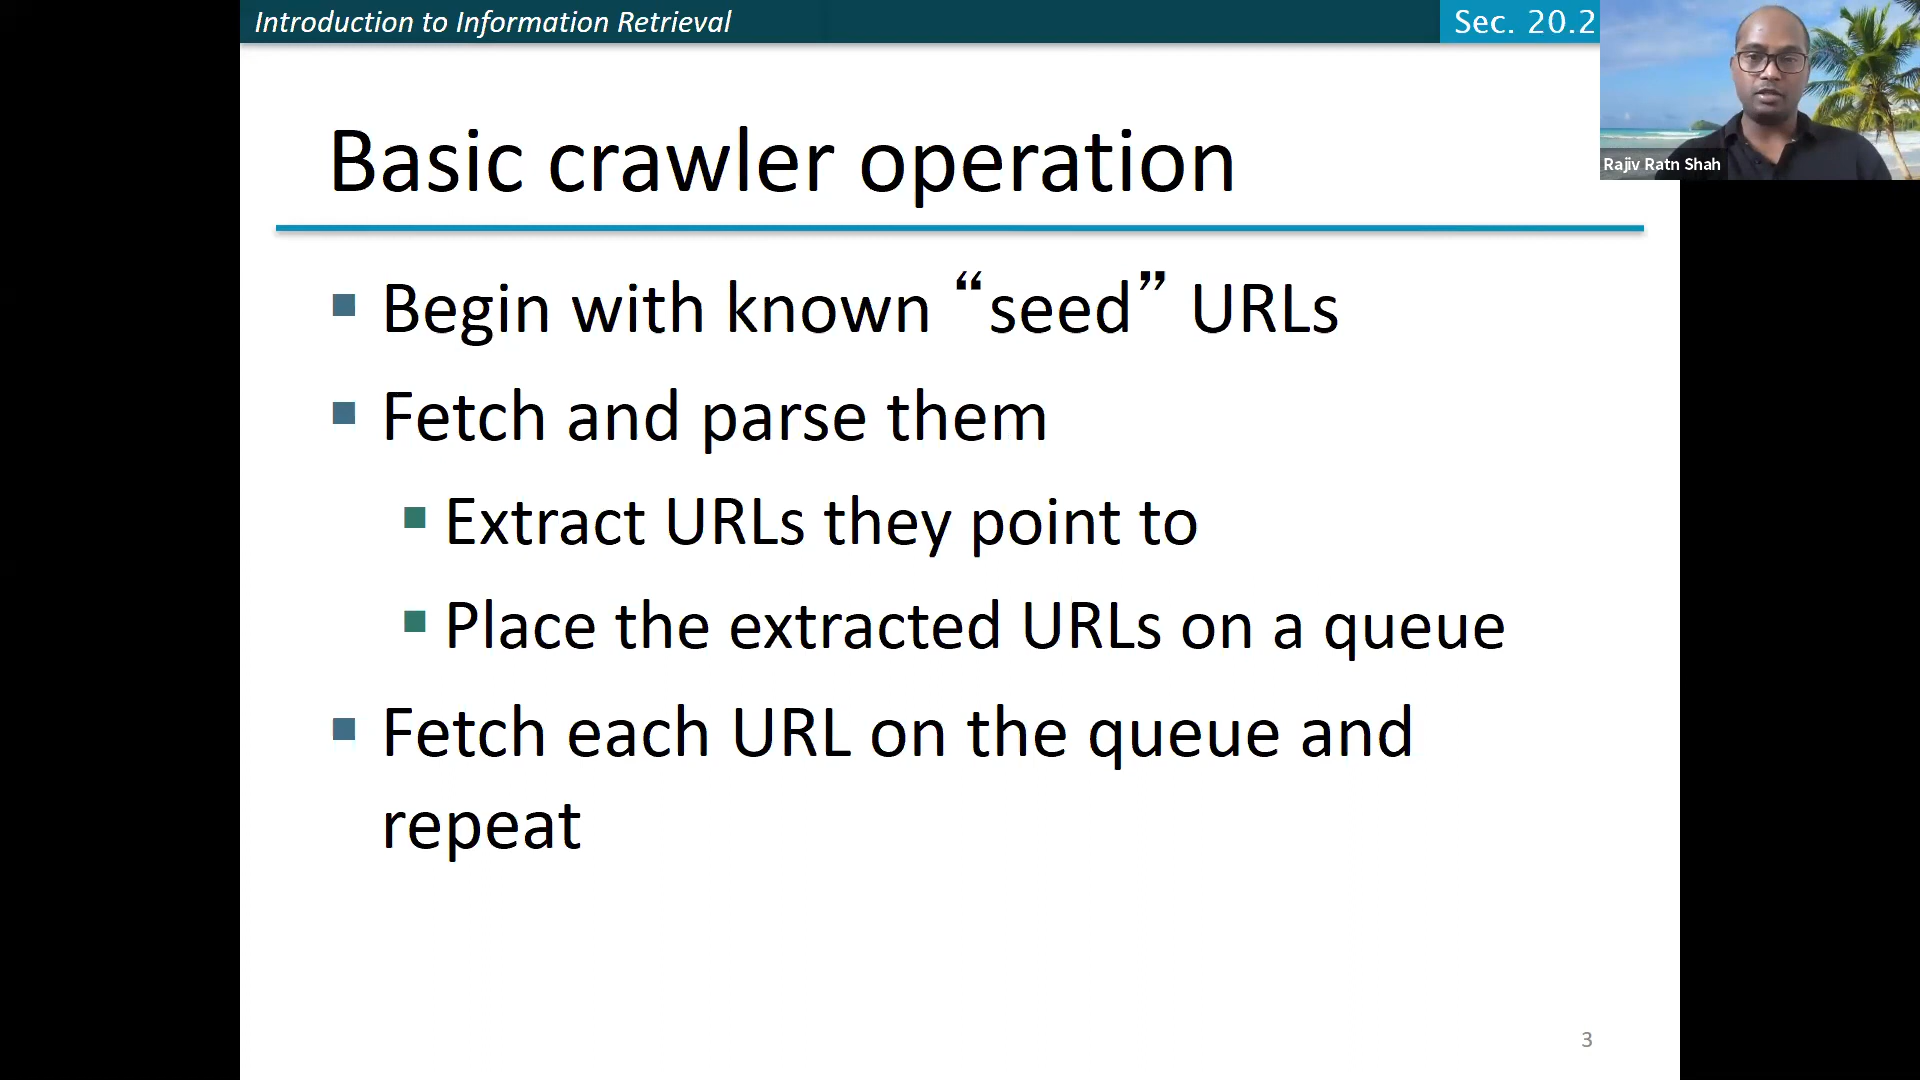 Introduction to Information Retrieval
Sec. 20.2
Rajiv Ratn Shah
Basic crawler operation
Begin with known “seed” URLs
Fetch and parse them
Extract URLs they point to
Place the extracted URLs on a queue
Fetch each URL on the queue and
repeat
3